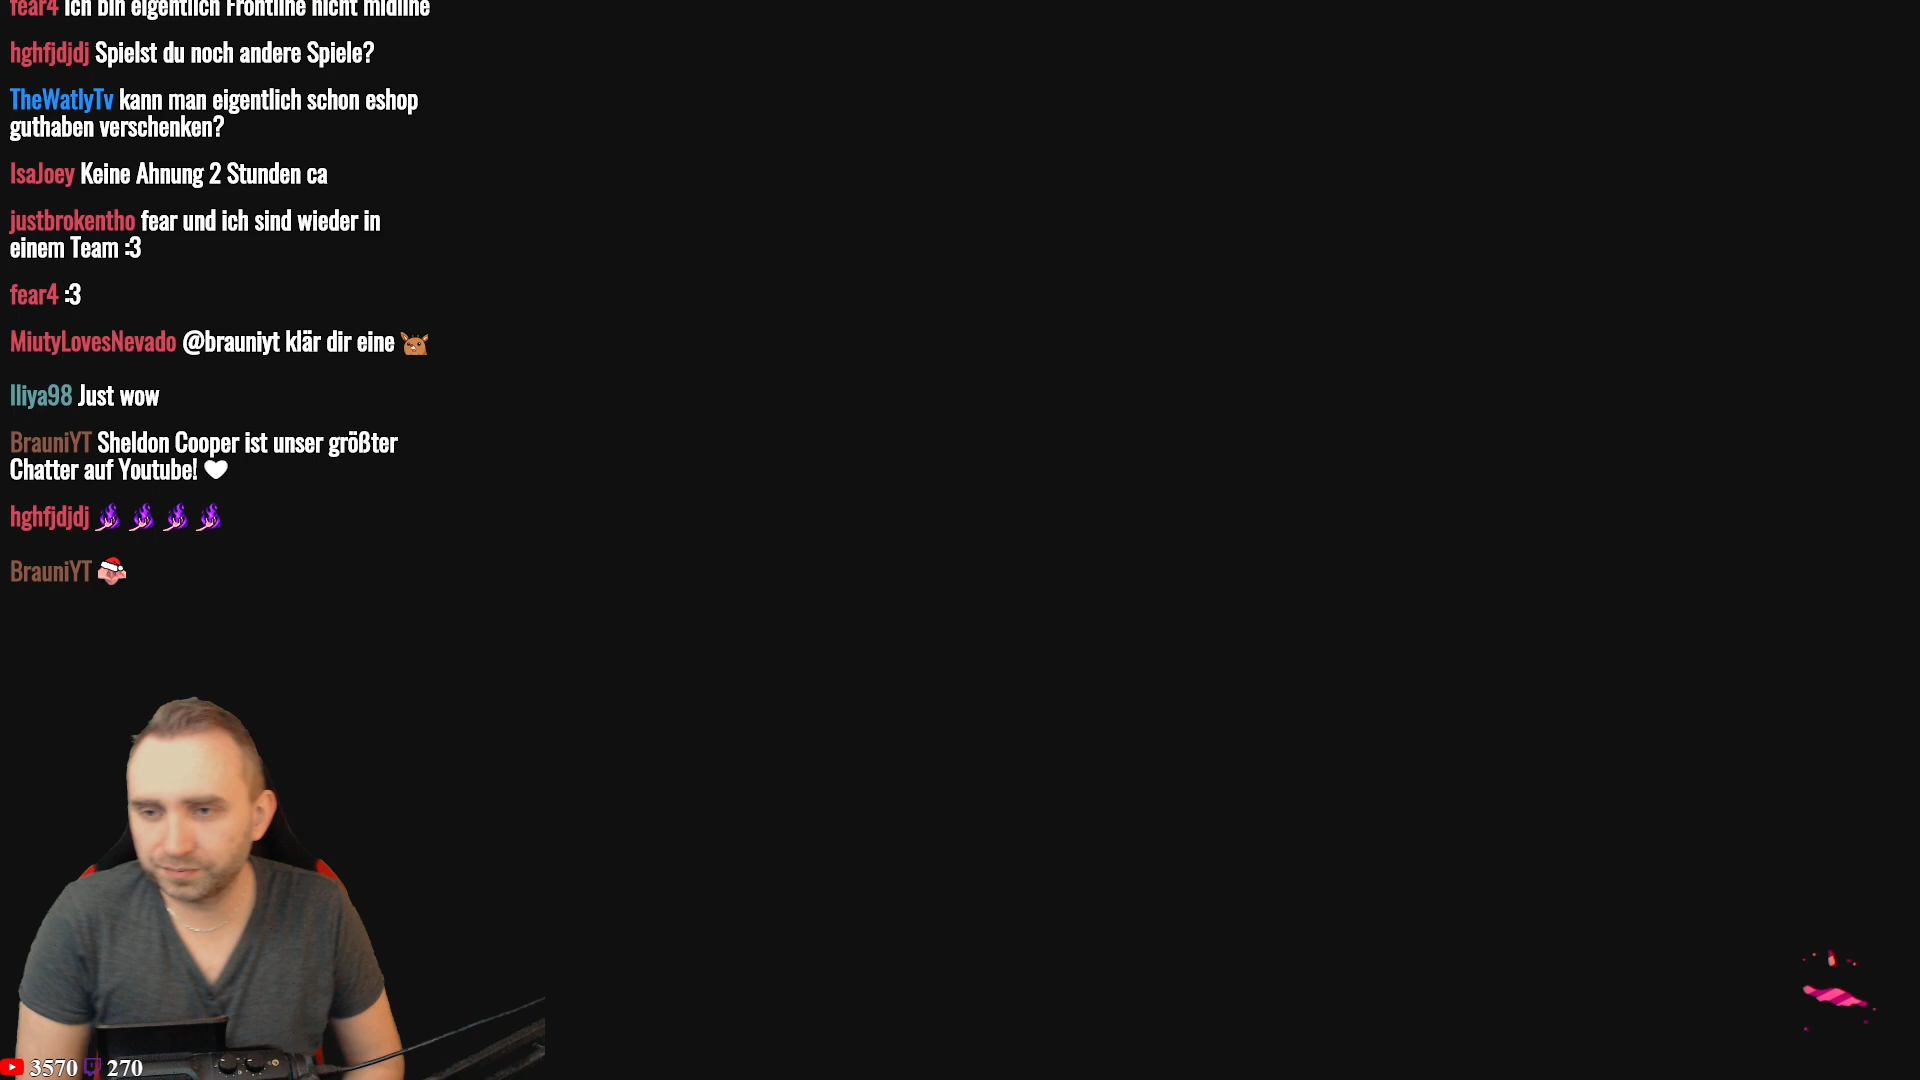 fear4 Ich bin eigentlich Frontline nicht midline
hghfjdjdj Spielst du noch andere Spiele?
TheWatlyTv kann man eigentlich schon eshop
guthaben verschenken?
IsaJoey Keine Ahnung 2 Stunden ca
justbrokentho fear und ich sind wieder in
einem Team :3
fear4 :3
MiutyLovesNevado @brauniyt klär dir eine
Iliya98 Just wow
BrauniYT Sheldon Cooper ist unser größter
Chatter auf Youtube!
hghfjdjdj
BrauniYT
3570 270